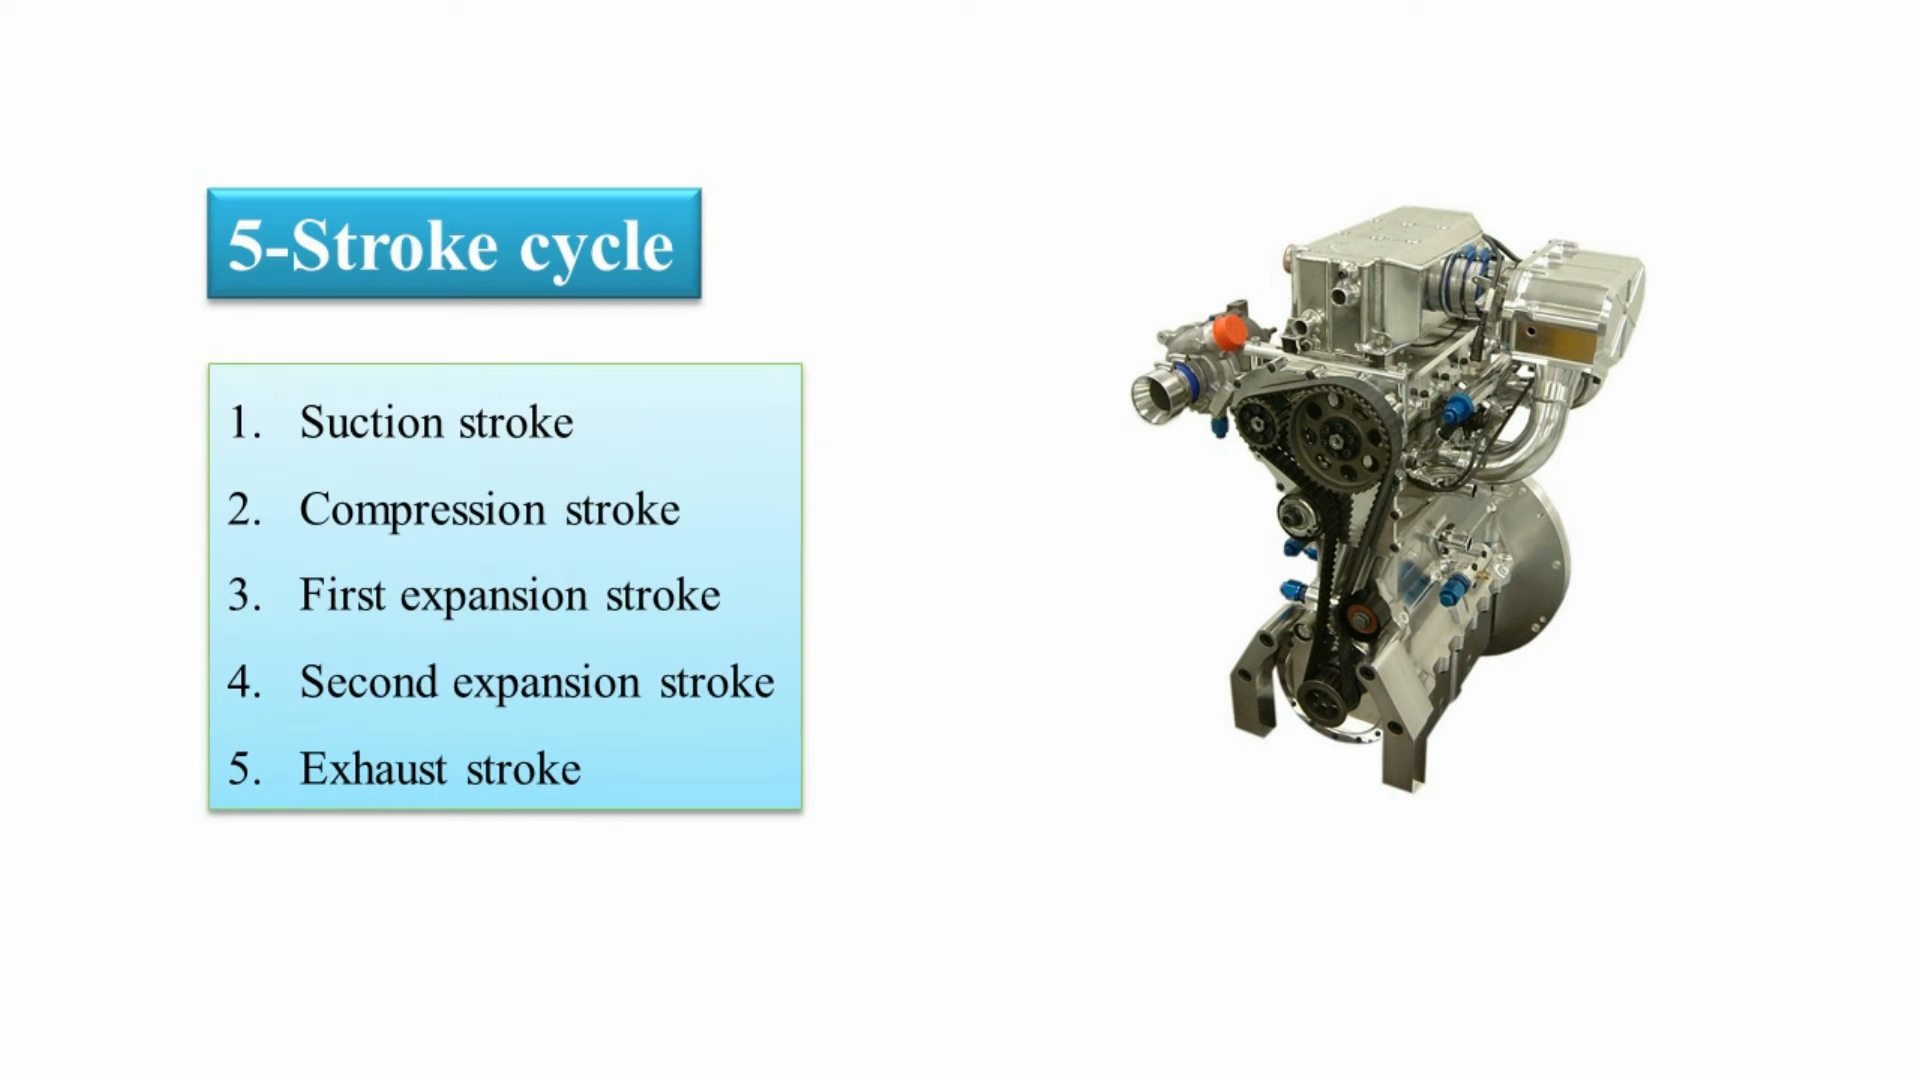 5-Stroke cycle
1. Suction stroke
2. Compression stroke
3. First expansion stroke
4. Second expansion stroke
5. Exhaust stroke